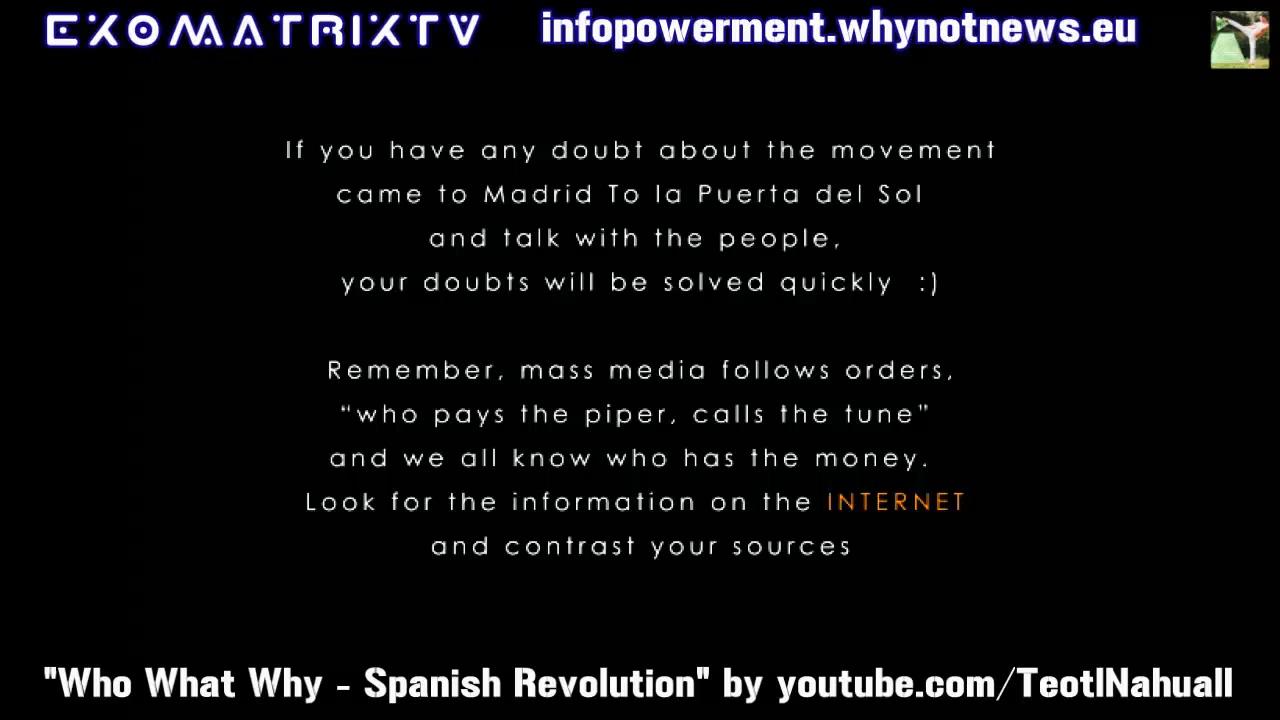 EXOMATRIXTV infopowerment.whynotnews.eu
If you have any doubt about the movement
came to Madrid To la Puerta del Sol
and talk with the people,
your doubts will be solved quickly :)
Remember, mass media follows orders,
“who pays the piper, calls the tune”
and we all know who has the money.
Look for the information on the INTERNET
and contrast your sources
"Who What Why - Spanish Revolution" by youtube.com/TeotlNahuall